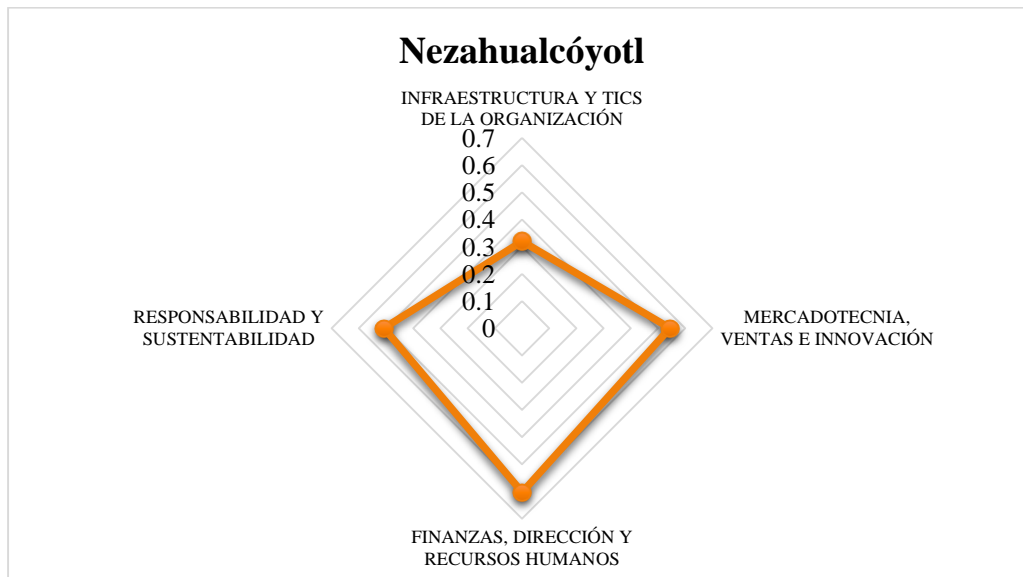 Nezahualcóyotl
INFRAESTRUCTURA Y TICS
DE LA ORGANIZACIÓN
0.7
0.6
0.5
0.4
0.3
0.2
0.1
0
RESPONSABILIDAD Y
SUSTENTABILIDAD
MERCADOTECNIA,
VENTAS E INNOVACIÓN
FINANZAS, DIRECCIÓN Y
RECURSOS HUMANOS